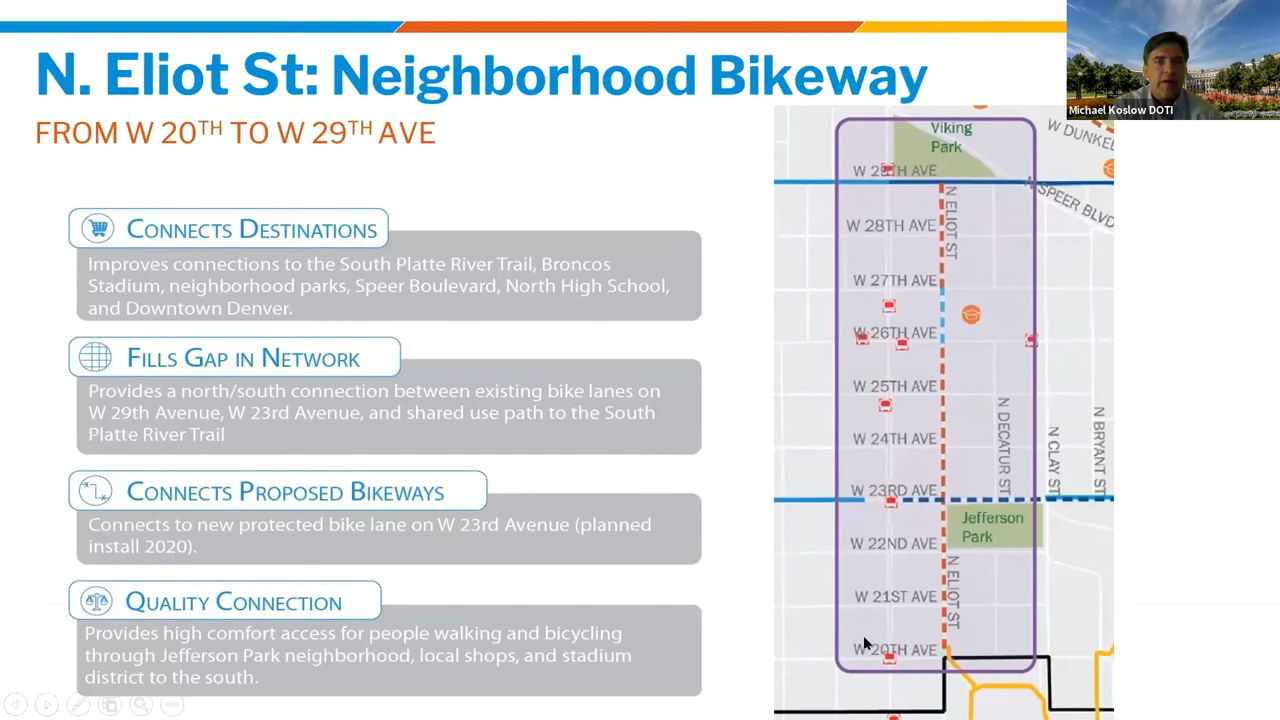 N. Eliot St: Neighborhood Bikeway
FROM W 20TH TO W 29TH AVE
Michael Koslow DOTI
CONNECTS DESTINATIONS
Improves connections to the South Platte River Trail, Broncos
Stadium, neighborhood parks, Speer Boulevard, North High School,
and Downtown Denver.
FILLS GAP IN NETWORK
Provides a north/south connection between existing bike lanes on
W 29th Avenue, W 23rd Avenue, and shared use path to the South
Platte River Trail
CONNECTS PROPOSED BIKEWAYS
Connects to new protected bike lane on W 23rd Avenue (planned
install 2020).
QUALITY CONNECTION
Provides high comfort access for people walking and bicycling
through Jefferson Park neighborhood, local shops, and stadium
district to the south.
Viking
Park
W DUNKE
W 29TH AVE
N SPEER BLVD
N ELIOT ST
W 28TH AVE
W 27TH AVE
W 26TH AVE
W 25TH AVE
W 24TH AVE
N DECATUR ST
N CLAY ST
N BRYANT ST
W 23RD AVE
Jefferson
Park
W 22ND AVE
N ELIOT ST
W 21ST AVE
W 20TH AVE